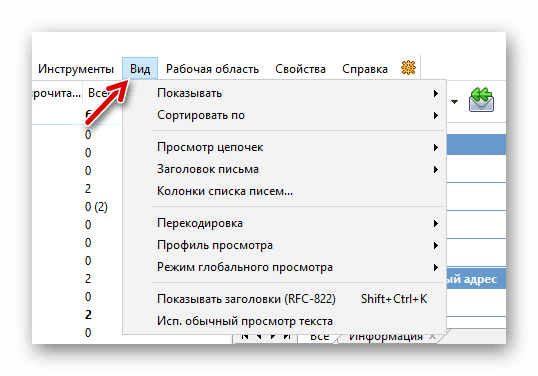 Инструменты Вид Рабочая область Свойства Справка
рочита... Все
Показывать
Сортировать по
0
0
Просмотр цепочек
0
Заголовок письма
2
Колонки списка писем...
0 (2)
0
Перекодировка
0
Профиль просмотра
0
Режим глобального просмотра
2
ый адрес
0
Показывать заголовки (RFC-822) Shift+Ctrl+K
2
Исп. обычный просмотр текста
0
Все Информация